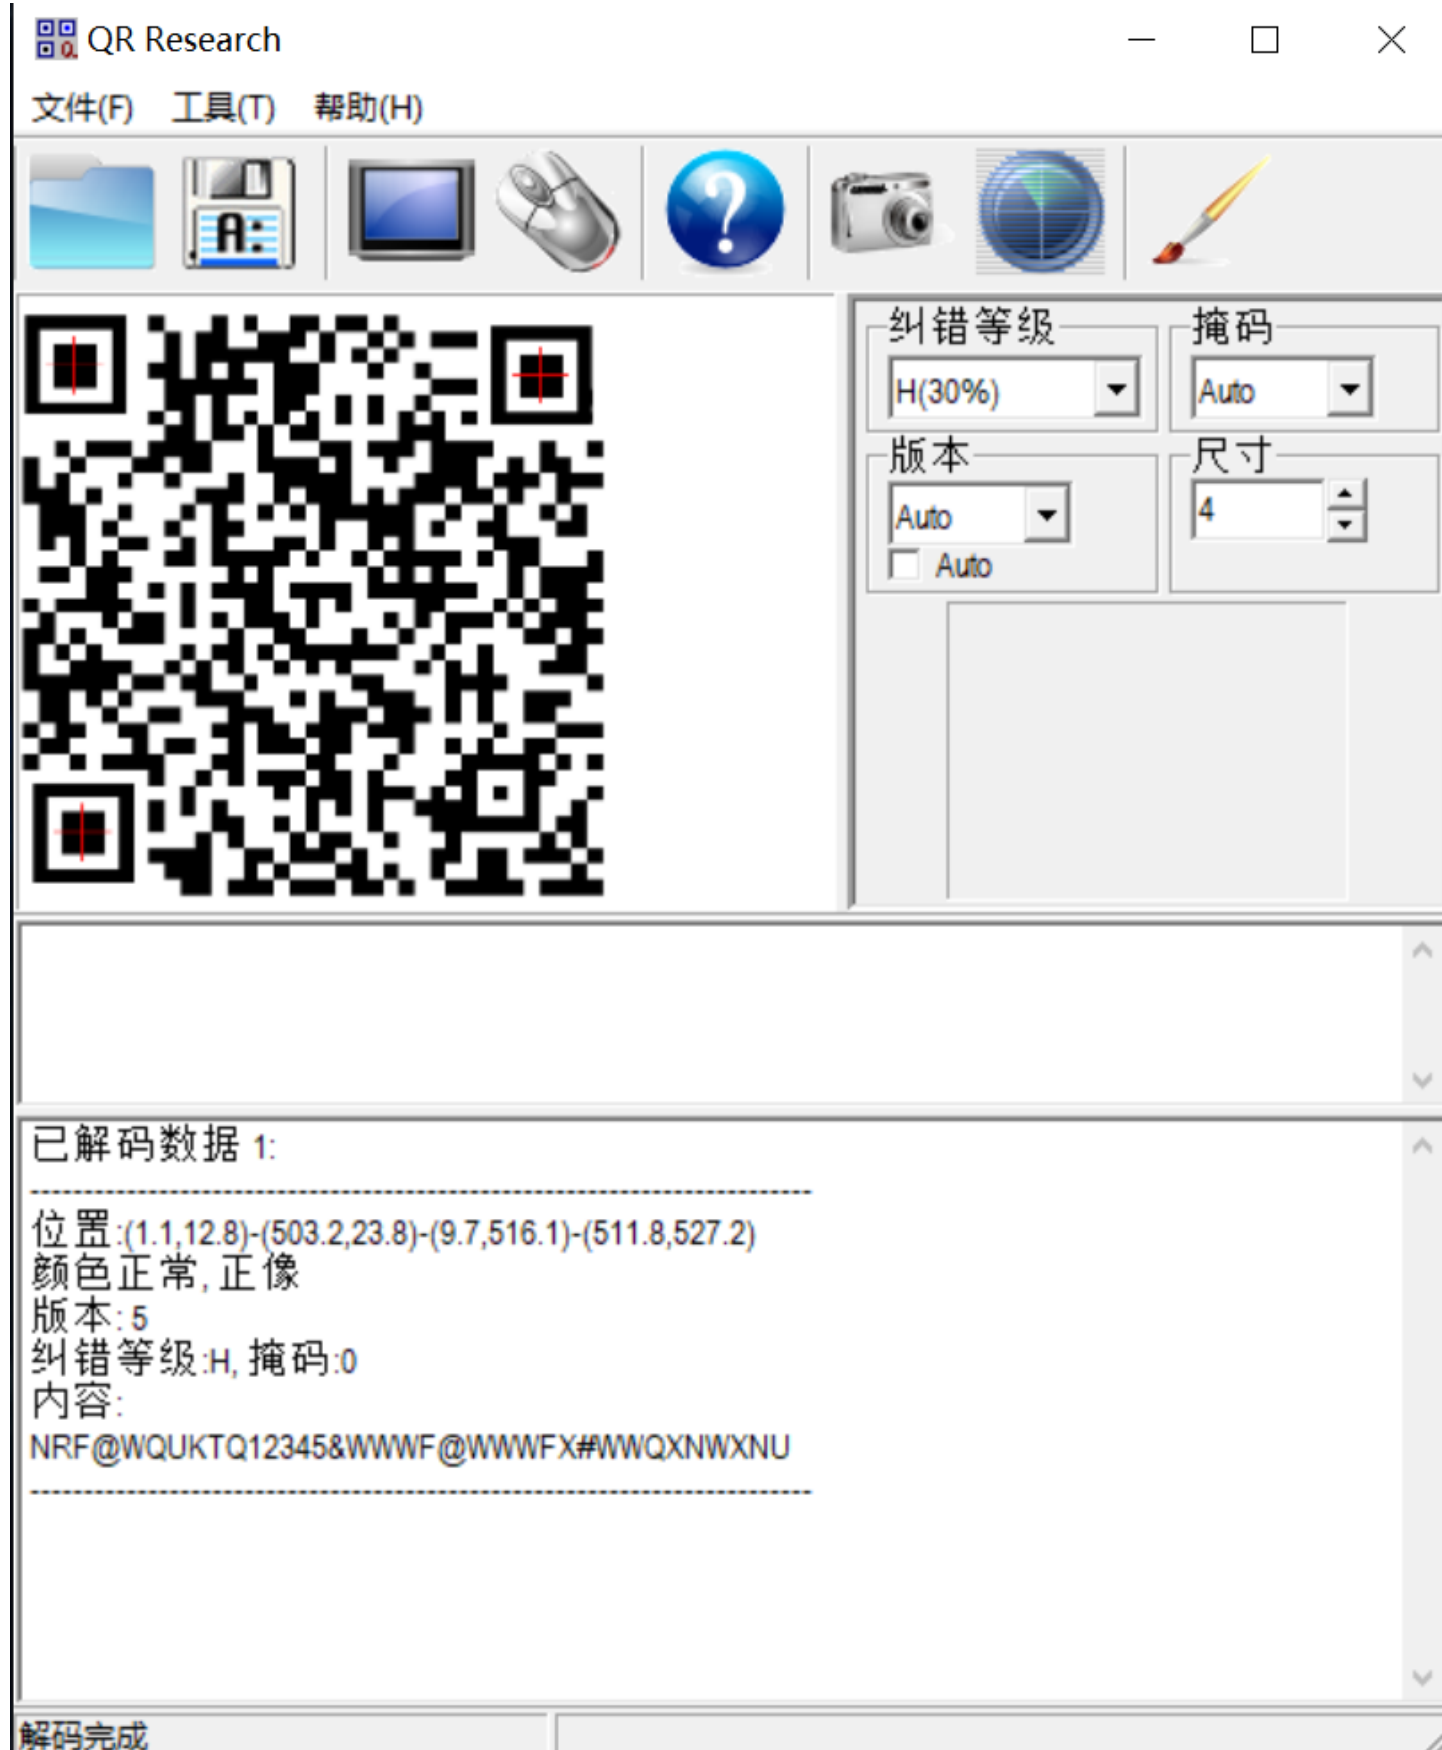 QR Research
文件(F) 工具(T) 帮助(H)
A:
纠错等级
掩码
H(30%)
Auto
版本
尺寸
Auto
4
Auto
已解码数据 1:
--------------------------------------------------------------------------------
位置:(1.1,12.8)-(503.2,23.8)-(9.7,516.1)-(511.8,527.2)
颜色正常, 正像
版本: 5
纠错等级:H, 掩码:0
内容:
NRF@WQUKTQ12345&WWWF@WWWFX#WWQXNWXNU
--------------------------------------------------------------------------------
解码完成